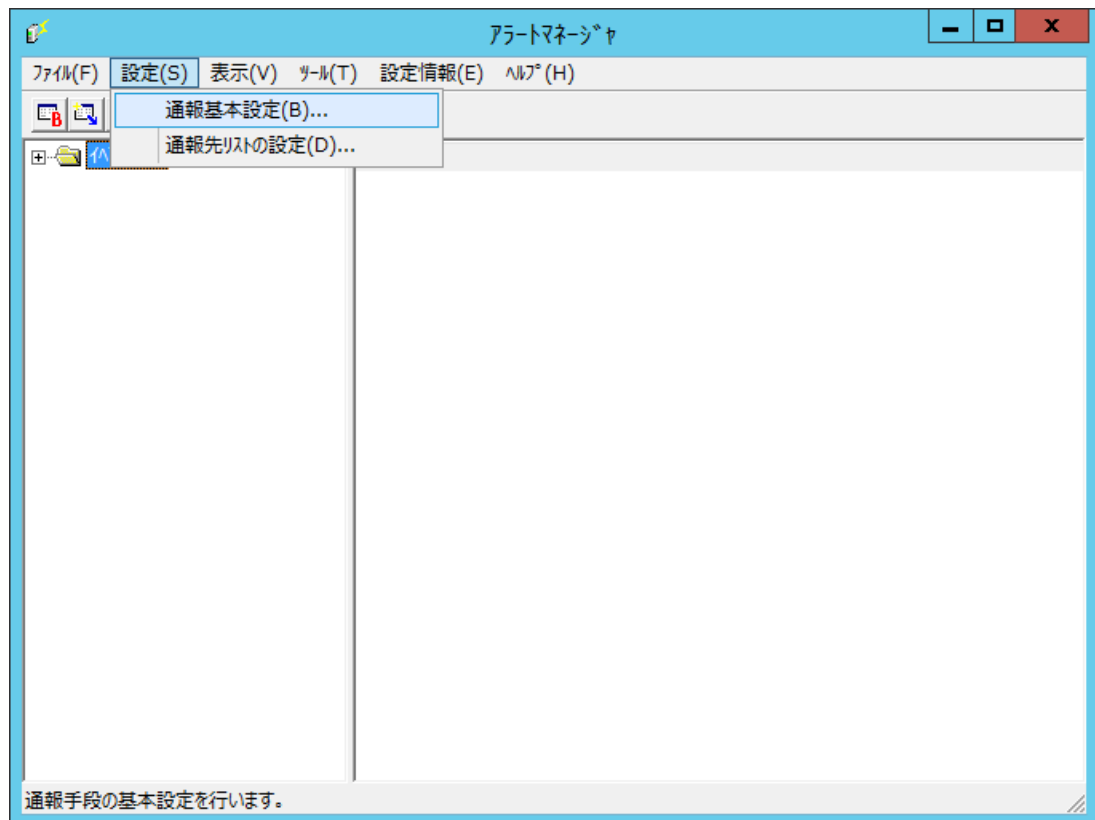 アラートマネージャ
ファイル(F) 設定(S) 表示(V) ツール(T) 設定情報(E) ヘルプ(H)
通報基本設定(B)...
通報先リストの設定(D)...
通報手段の基本設定を行います。